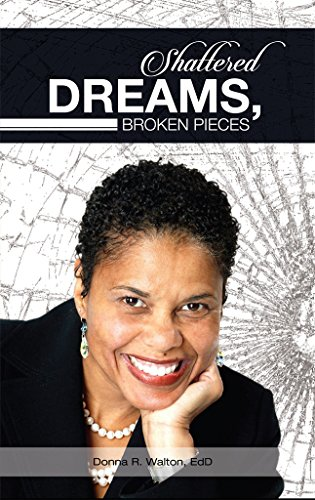 Shattered
DREAMS,
BROKEN PIECES
Donna R. Walton, EdD